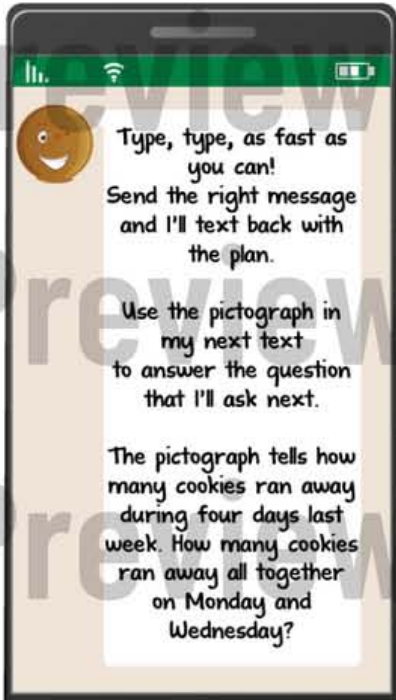 Type, type, as fast as
you can!
Send the right message
and I'll text back with
the plan.
Use the pictograph in
my next text
to answer the question
that I'll ask next.
The pictograph tells how
many cookies ran away
during four days last
week. How many cookies
ran away all together
on Monday and
Wednesday?
Preview
Preview
Preview